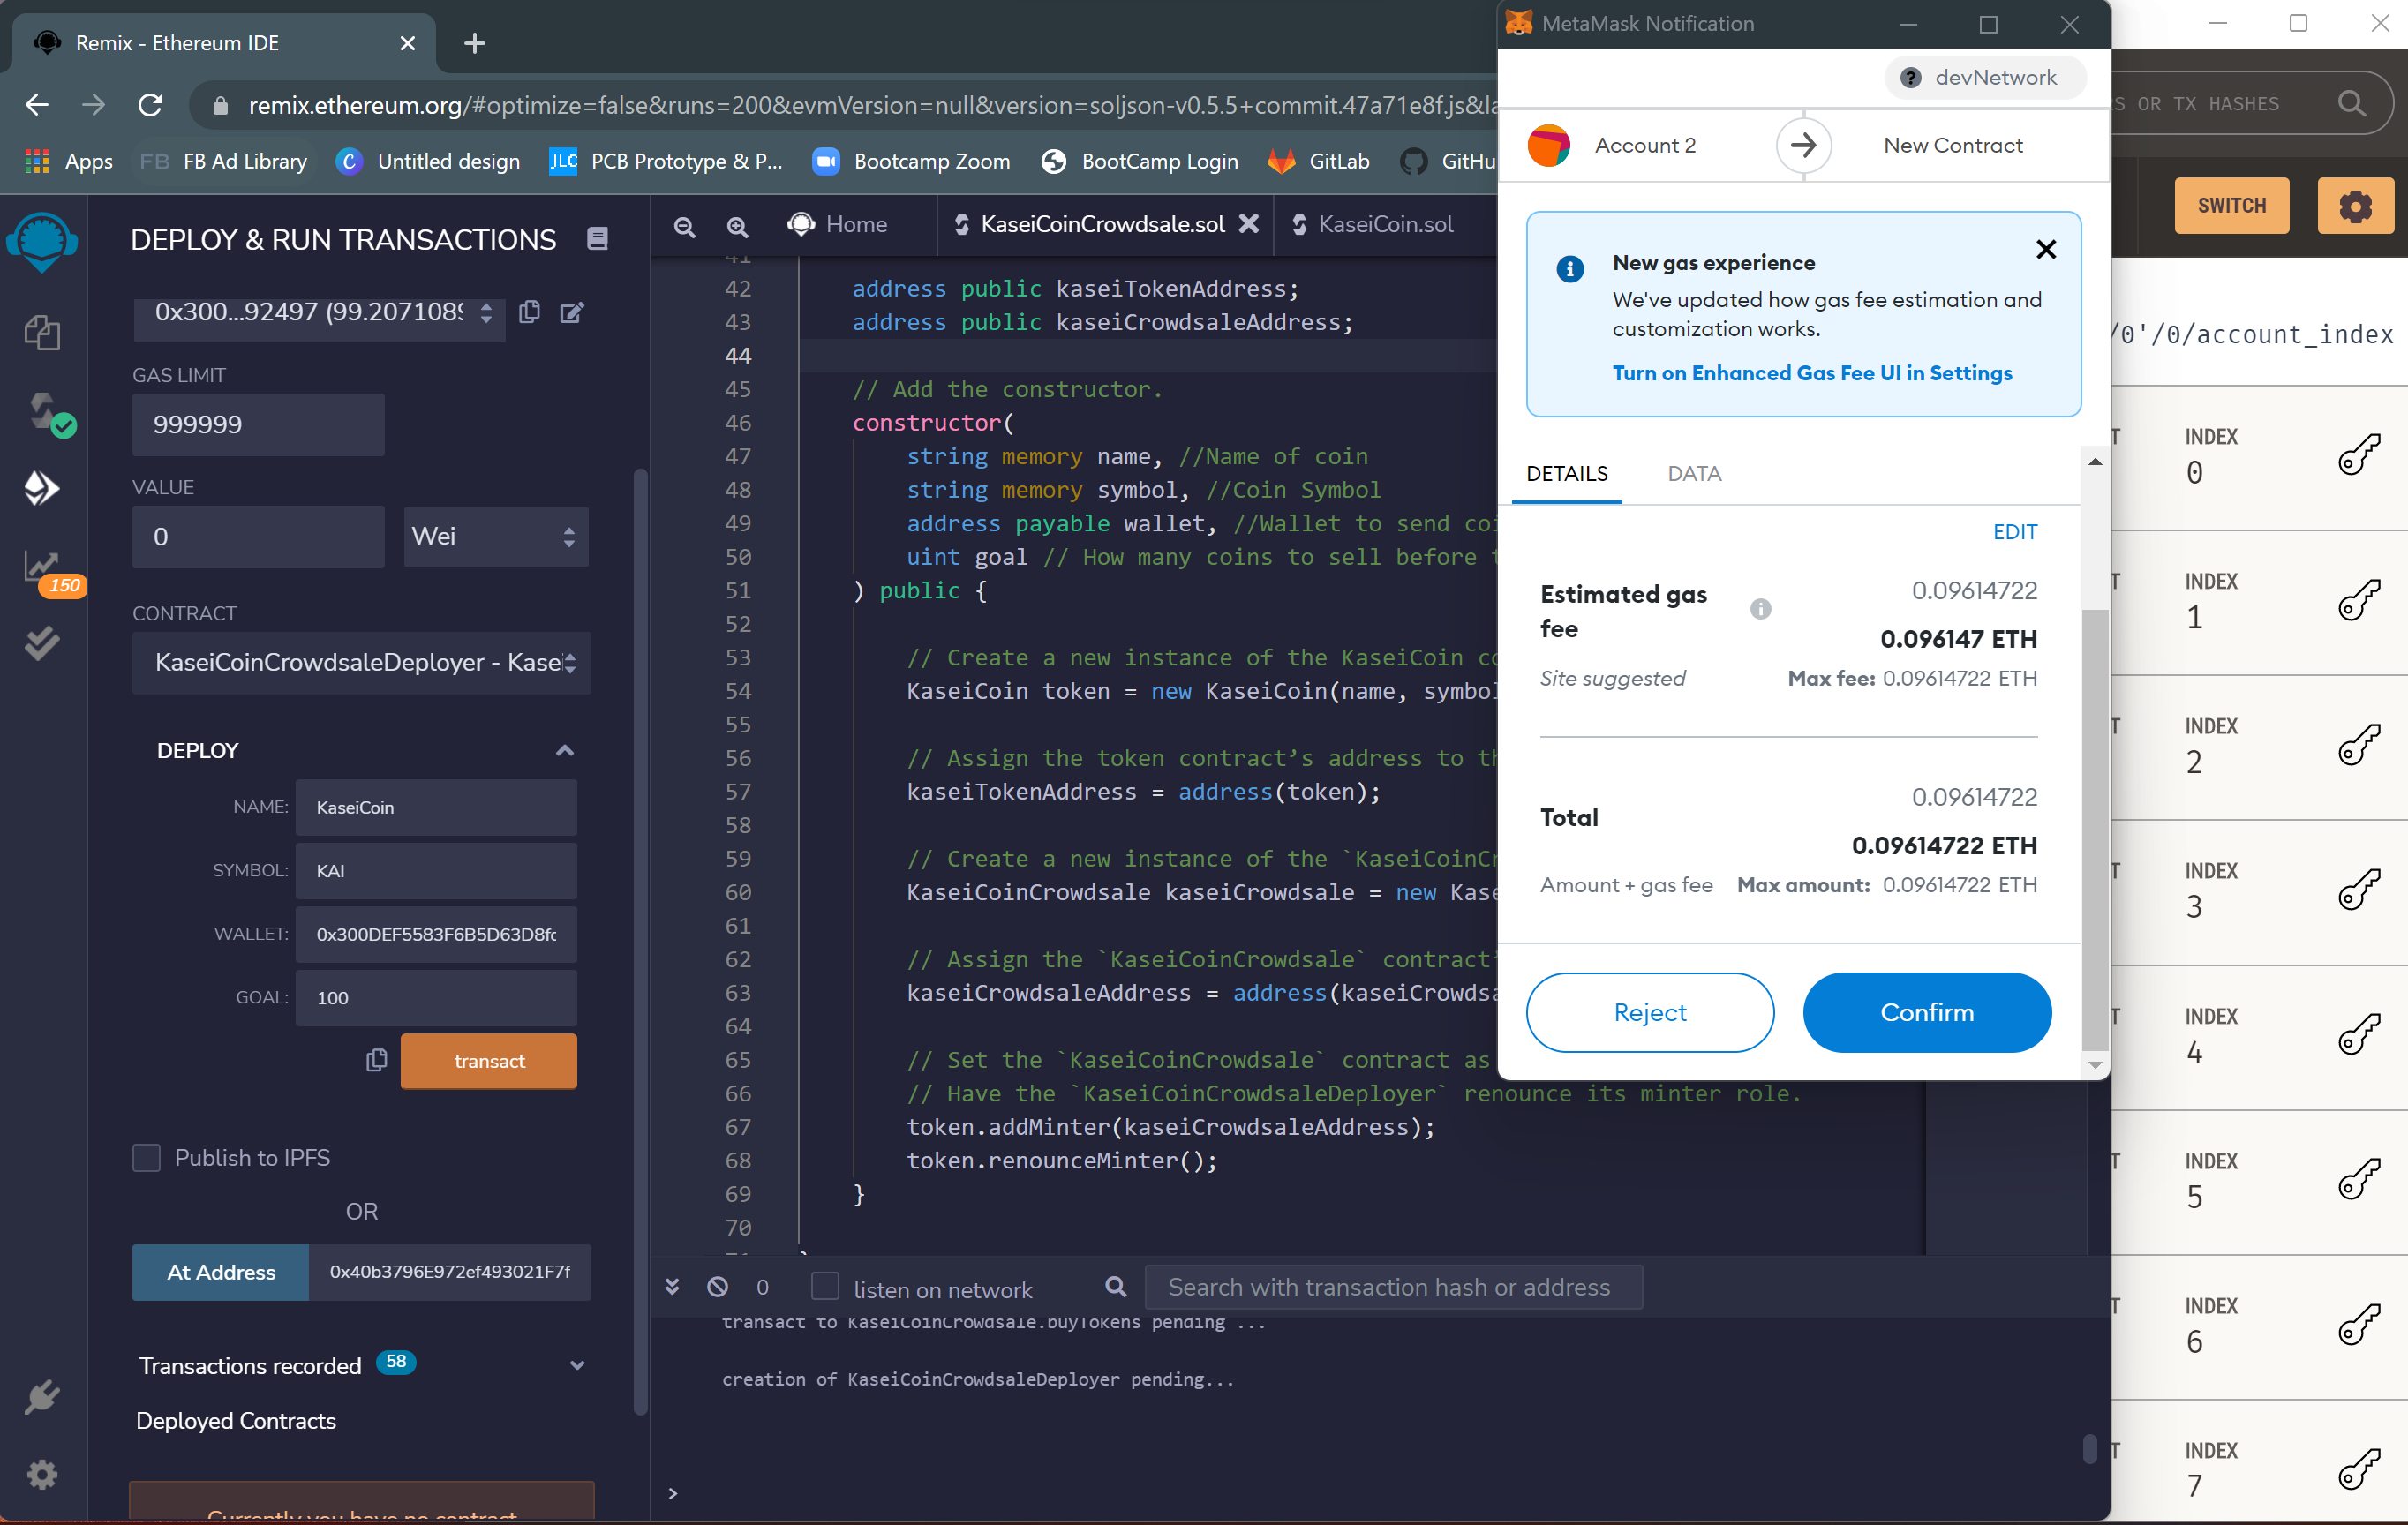 Remix - Ethereum IDE
remix.ethereum.org/#optimize=false&runs=200&evmVersion=null&version=soljson-v0.5.5+commit.47a71e8f.js&la
Apps
FB FB Ad Library
C Untitled design
JLC PCB Prototype & P...
Bootcamp Zoom
BootCamp Login
GitLab
GitHu
DEPLOY & RUN TRANSACTIONS
0x300...92497 (99.2071089
GAS LIMIT
999999
VALUE
0
Wei
150
CONTRACT
KaseiCoinCrowdsaleDeployer - Kasei
DEPLOY
NAME: KaseiCoin
SYMBOL: KAI
WALLET: 0x300DEF5583F6B5D63D8fc
GOAL: 100
transact
Publish to IPFS
OR
At Address
0x40b3796E972ef493021F7f
Transactions recorded 58
Deployed Contracts
Currently you have no contract
Home
KaseiCoinCrowdsale.sol
KaseiCoin.sol
41
42 address public kaseiTokenAddress;
43 address public kaseiCrowdsaleAddress;
44
45 // Add the constructor.
46 constructor(
47 string memory name, //Name of coin
48 string memory symbol, //Coin Symbol
49 address payable wallet, //Wallet to send coi
50 uint goal // How many coins to sell before t
51 ) public {
52
53 // Create a new instance of the KaseiCoin co
54 KaseiCoin token = new KaseiCoin(name, symbol
55
56 // Assign the token contract’s address to th
57 kaseiTokenAddress = address(token);
58
59 // Create a new instance of the `KaseiCoinCr
60 KaseiCoinCrowdsale kaseiCrowdsale = new Kase
61
62 // Assign the `KaseiCoinCrowdsale` contract’
63 kaseiCrowdsaleAddress = address(kaseiCrowdsa
64
65 // Set the `KaseiCoinCrowdsale` contract as
66 // Have the `KaseiCoinCrowdsaleDeployer` renounce its minter role.
67 token.addMinter(kaseiCrowdsaleAddress);
68 token.renounceMinter();
69 }
70
0
listen on network
Search with transaction hash or address
transact to KaseiCoinCrowdsale.buyTokens pending ...
creation of KaseiCoinCrowdsaleDeployer pending...
>
MetaMask Notification
devNetwork
Account 2
New Contract
New gas experience
We've updated how gas fee estimation and
customization works.
Turn on Enhanced Gas Fee UI in Settings
DETAILS
DATA
EDIT
Estimated gas
fee
0.09614722
0.096147 ETH
Site suggested
Max fee: 0.09614722 ETH
Total
0.09614722
0.09614722 ETH
Amount + gas fee
Max amount: 0.09614722 ETH
Reject
Confirm
S OR TX HASHES
SWITCH
/0'/0/account_index
T INDEX
0
T INDEX
1
T INDEX
2
T INDEX
3
T INDEX
4
T INDEX
5
T INDEX
6
T INDEX
7